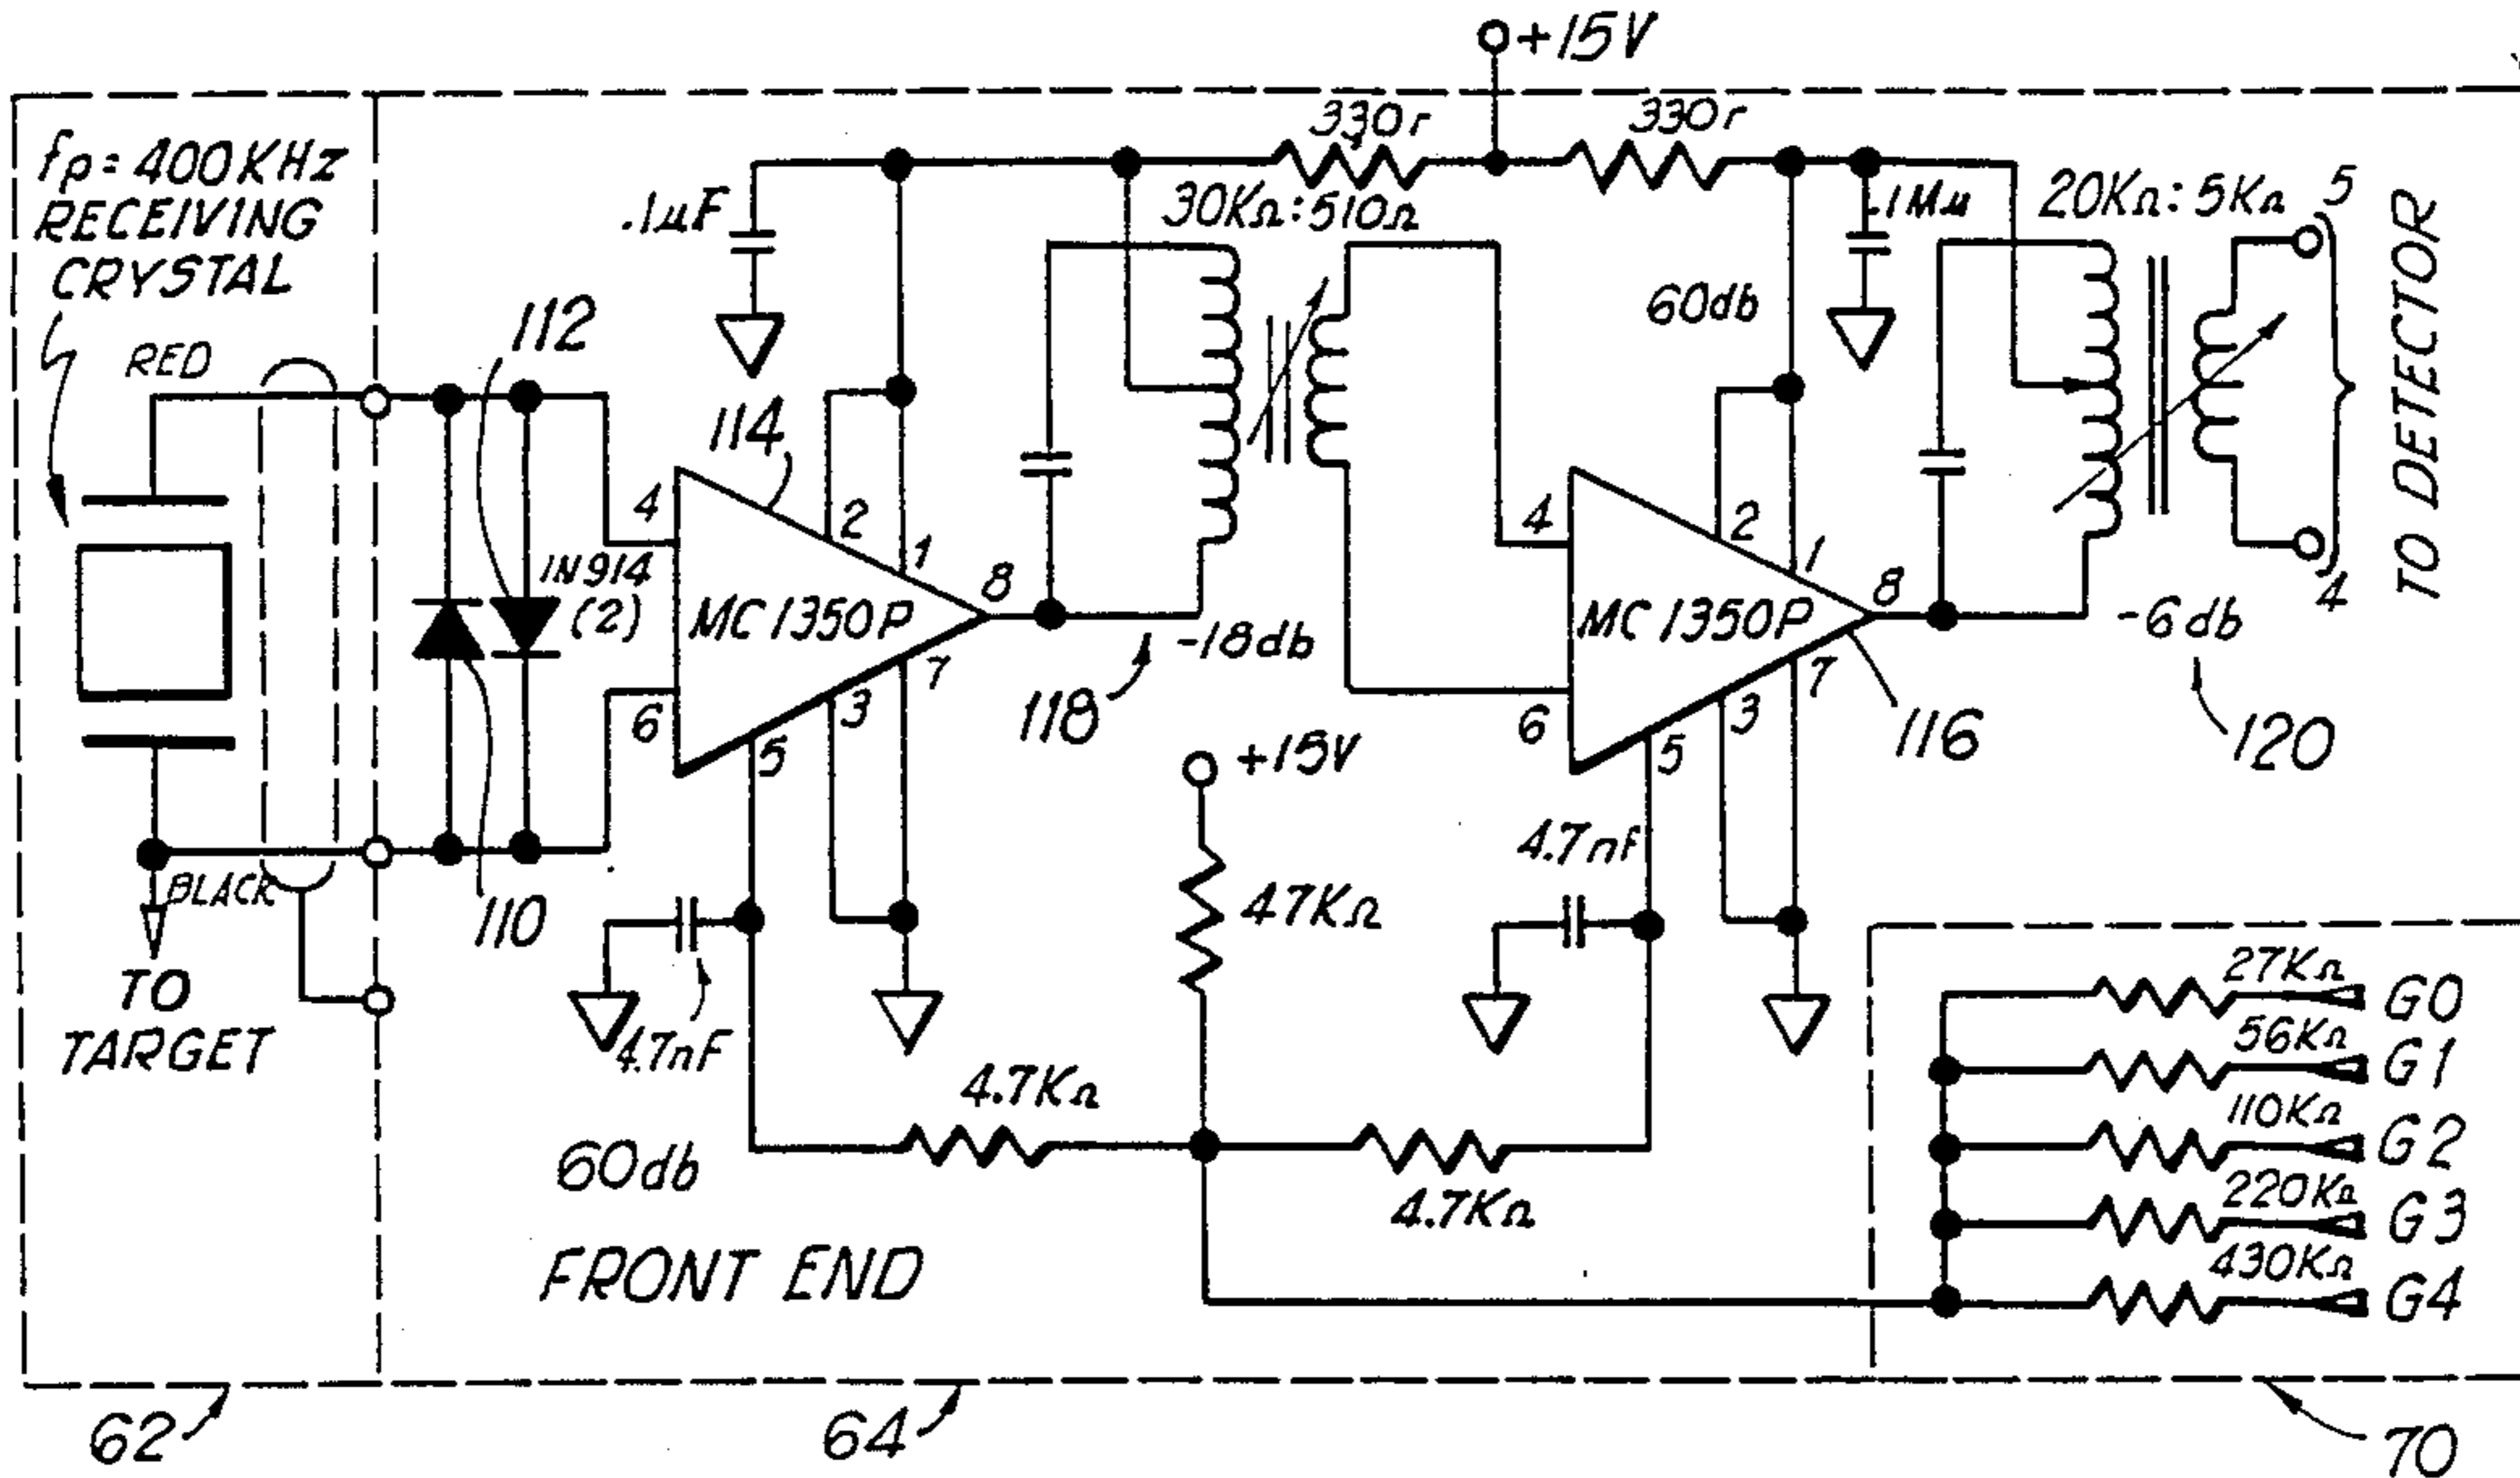 +15V
330r
330r
fp = 400KHz
RECEIVING
CRYSTAL
.1µF
30KΩ:510Ω
.1Mµ
20KΩ:5KΩ
5
TO DETECTOR
60db
112
RED
114
4
2
1
8
1N914
(2)
MC1350P
6
5
3
7
-18db
118
4
2
1
8
MC1350P
6
5
3
7
-6db
4
116
120
+15V
BLACK
110
TO
TARGET
4.7nF
47KΩ
4.7nf
27KΩ
G0
56KΩ
G1
110KΩ
G2
220KΩ
G3
430KΩ
G4
4.7KΩ
4.7KΩ
60db
FRONT END
62
64
70